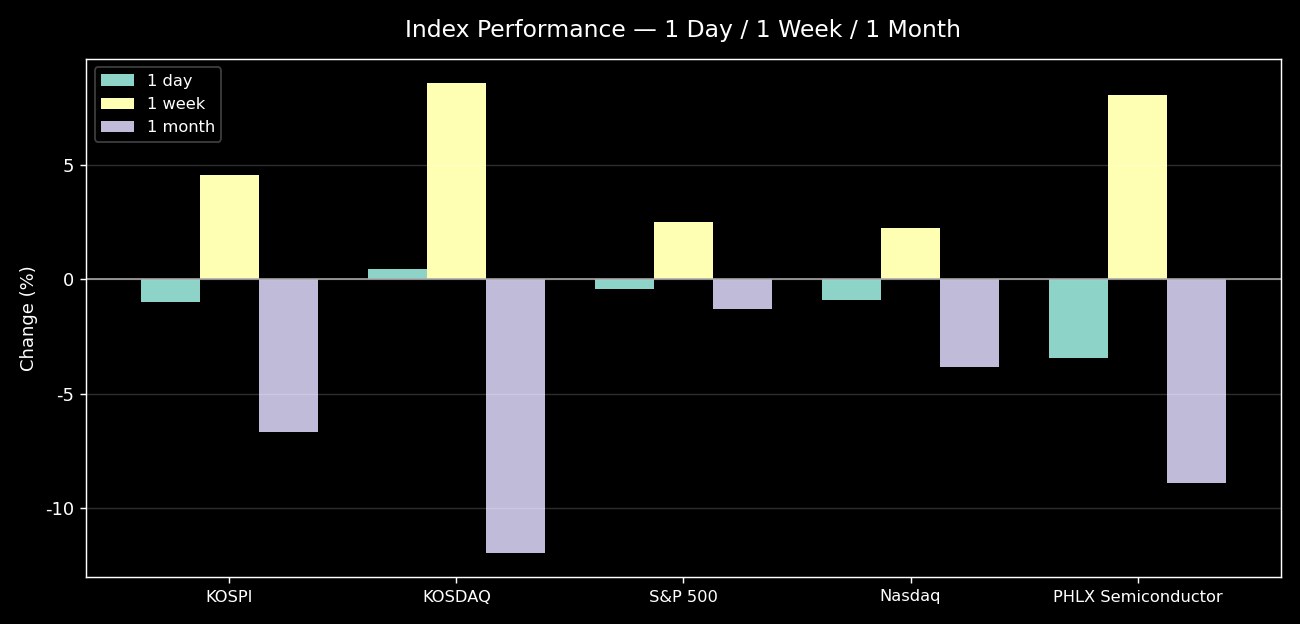 Index Performance — 1 Day / 1 Week / 1 Month
1 day
1 week
1 month
Change (%)
5
0
-5
-10
KOSPI
KOSDAQ
S&P 500
Nasdaq
PHLX Semiconductor